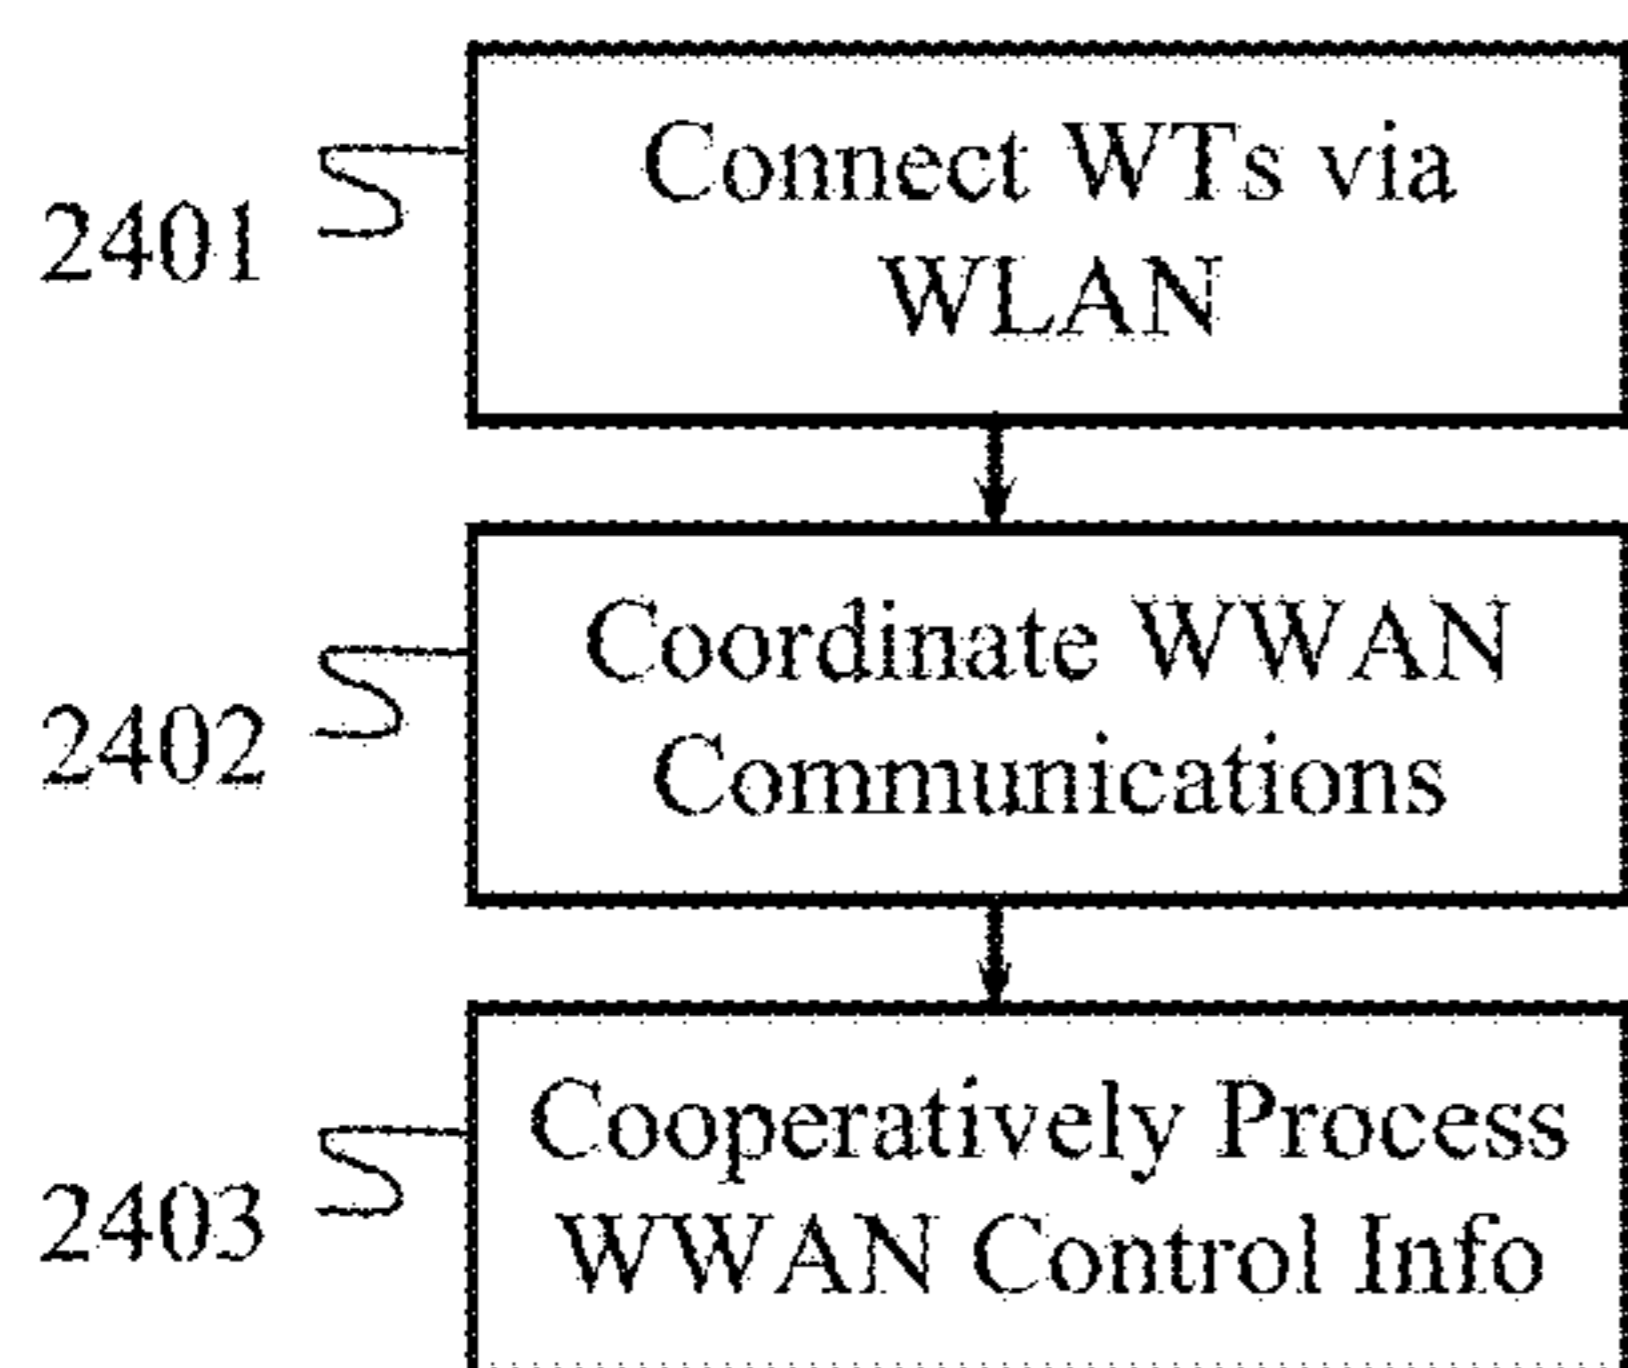 Connect WTs via
WLAN
2401
Coordinate WWAN
Communications
2402
Cooperatively Process
WWAN Control Info
2403